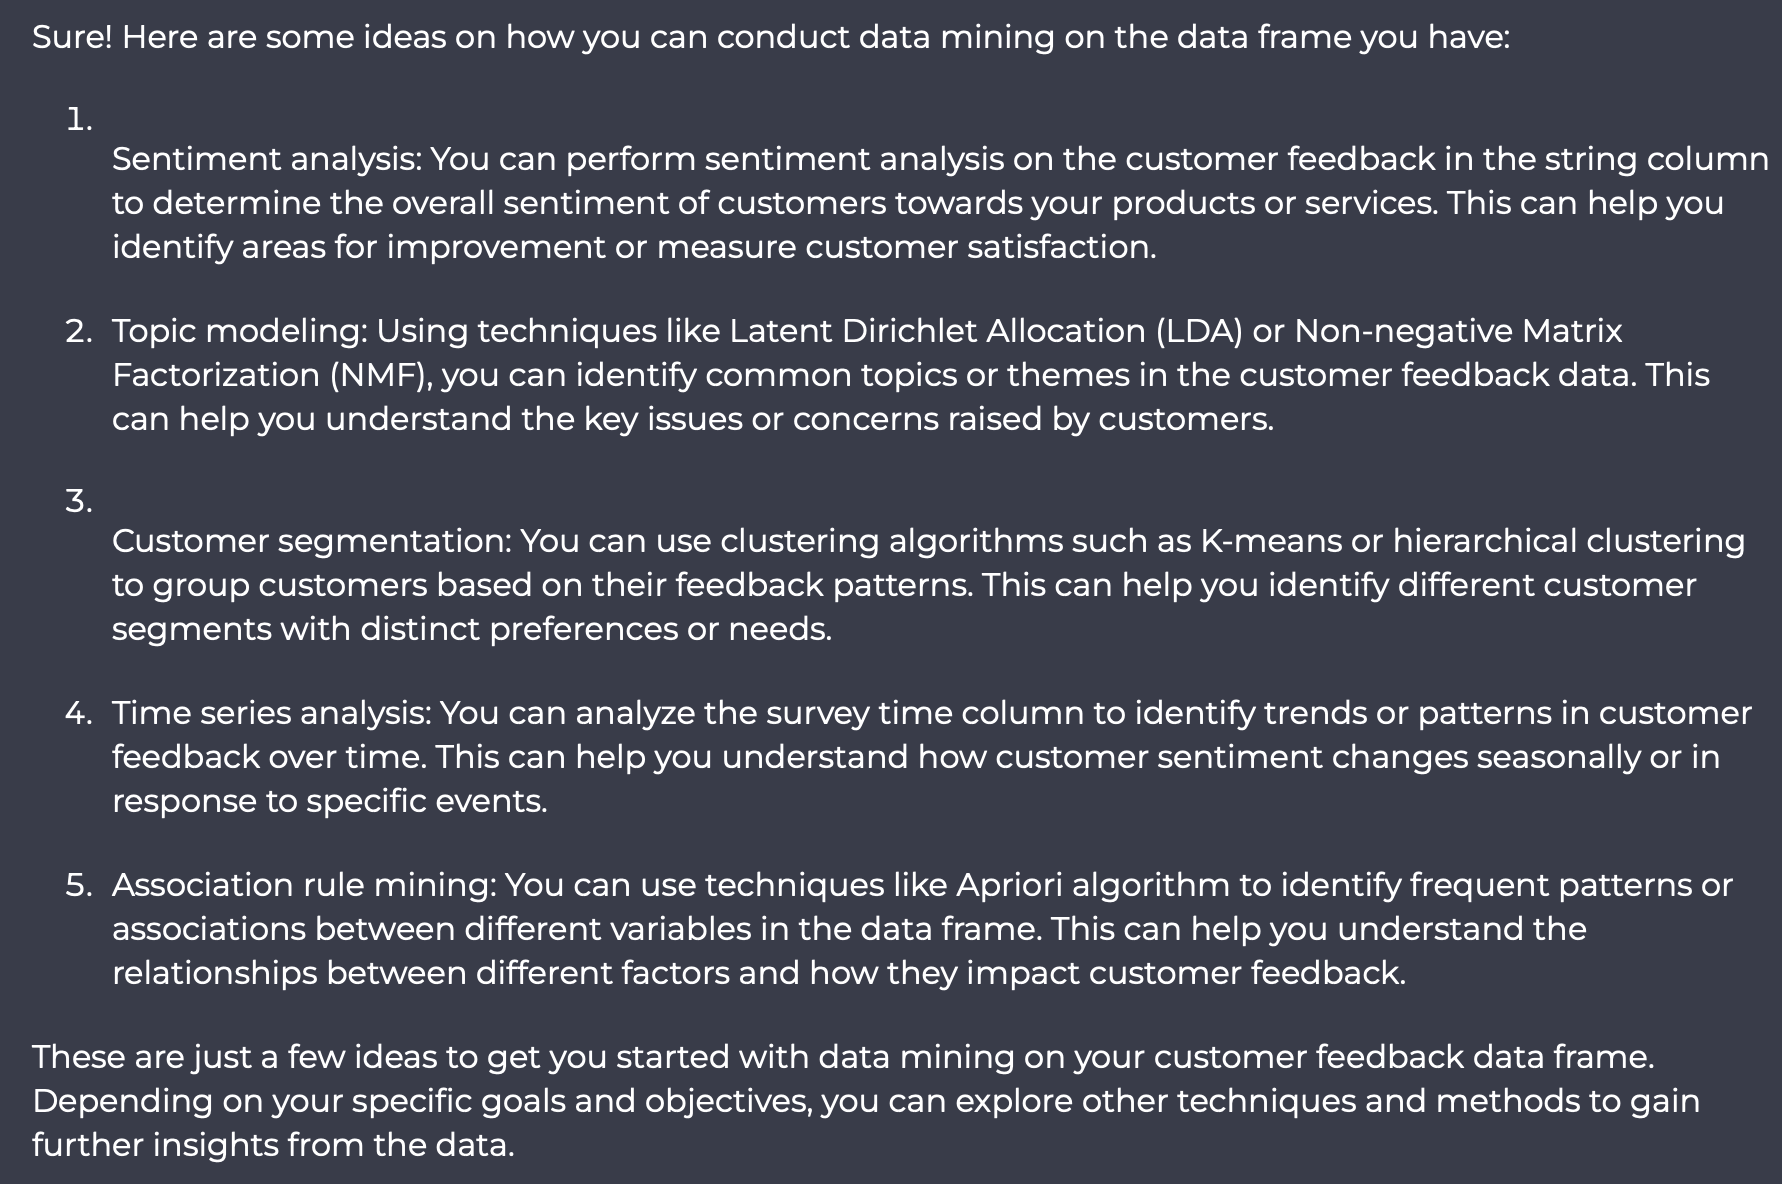 Sure! Here are some ideas on how you can conduct data mining on the data frame you have:
1.
Sentiment analysis: You can perform sentiment analysis on the customer feedback in the string column
to determine the overall sentiment of customers towards your products or services. This can help you
identify areas for improvement or measure customer satisfaction.
2. Topic modeling: Using techniques like Latent Dirichlet Allocation (LDA) or Non-negative Matrix
Factorization (NMF), you can identify common topics or themes in the customer feedback data. This
can help you understand the key issues or concerns raised by customers.
3.
Customer segmentation: You can use clustering algorithms such as K-means or hierarchical clustering
to group customers based on their feedback patterns. This can help you identify different customer
segments with distinct preferences or needs.
4. Time series analysis: You can analyze the survey time column to identify trends or patterns in customer
feedback over time. This can help you understand how customer sentiment changes seasonally or in
response to specific events.
5. Association rule mining: You can use techniques like Apriori algorithm to identify frequent patterns or
associations between different variables in the data frame. This can help you understand the
relationships between different factors and how they impact customer feedback.
These are just a few ideas to get you started with data mining on your customer feedback data frame.
Depending on your specific goals and objectives, you can explore other techniques and methods to gain
further insights from the data.